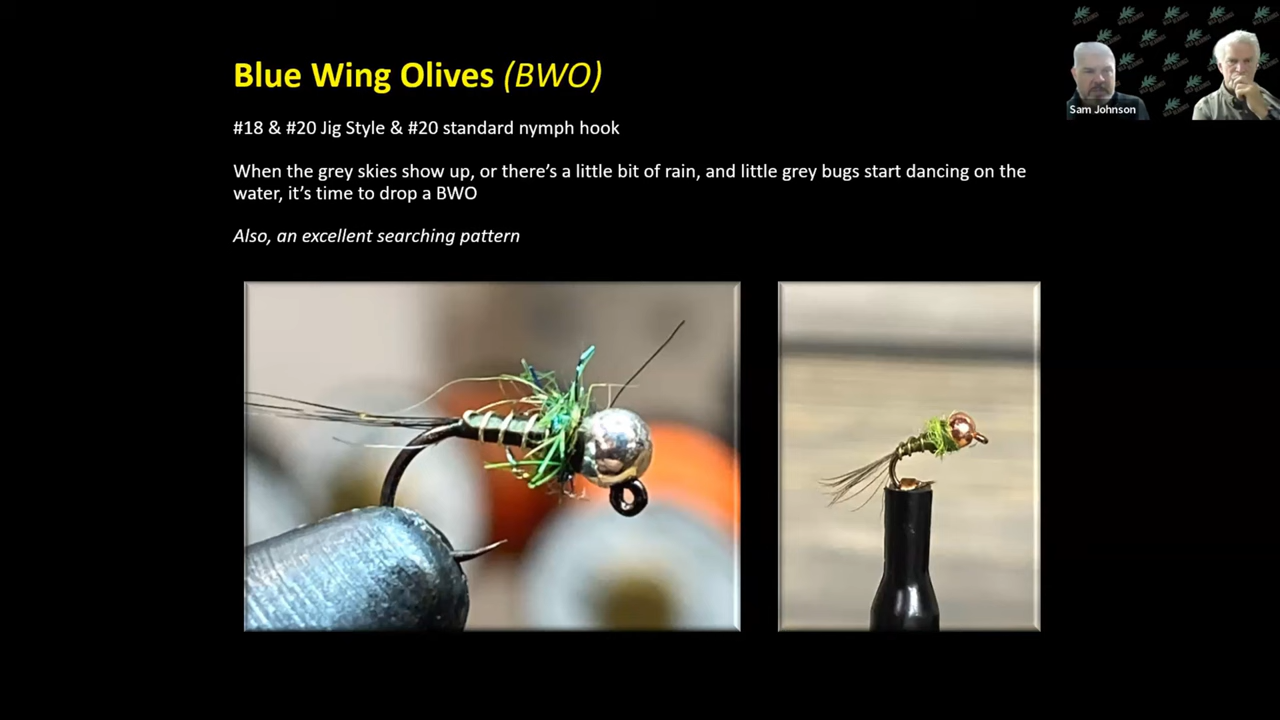 Blue Wing Olives (BWO)
Sam Johnson
#18 & #20 Jig Style & #20 standard nymph hook
When the grey skies show up, or there’s a little bit of rain, and little grey bugs start dancing on the
water, it’s time to drop a BWO
Also, an excellent searching pattern